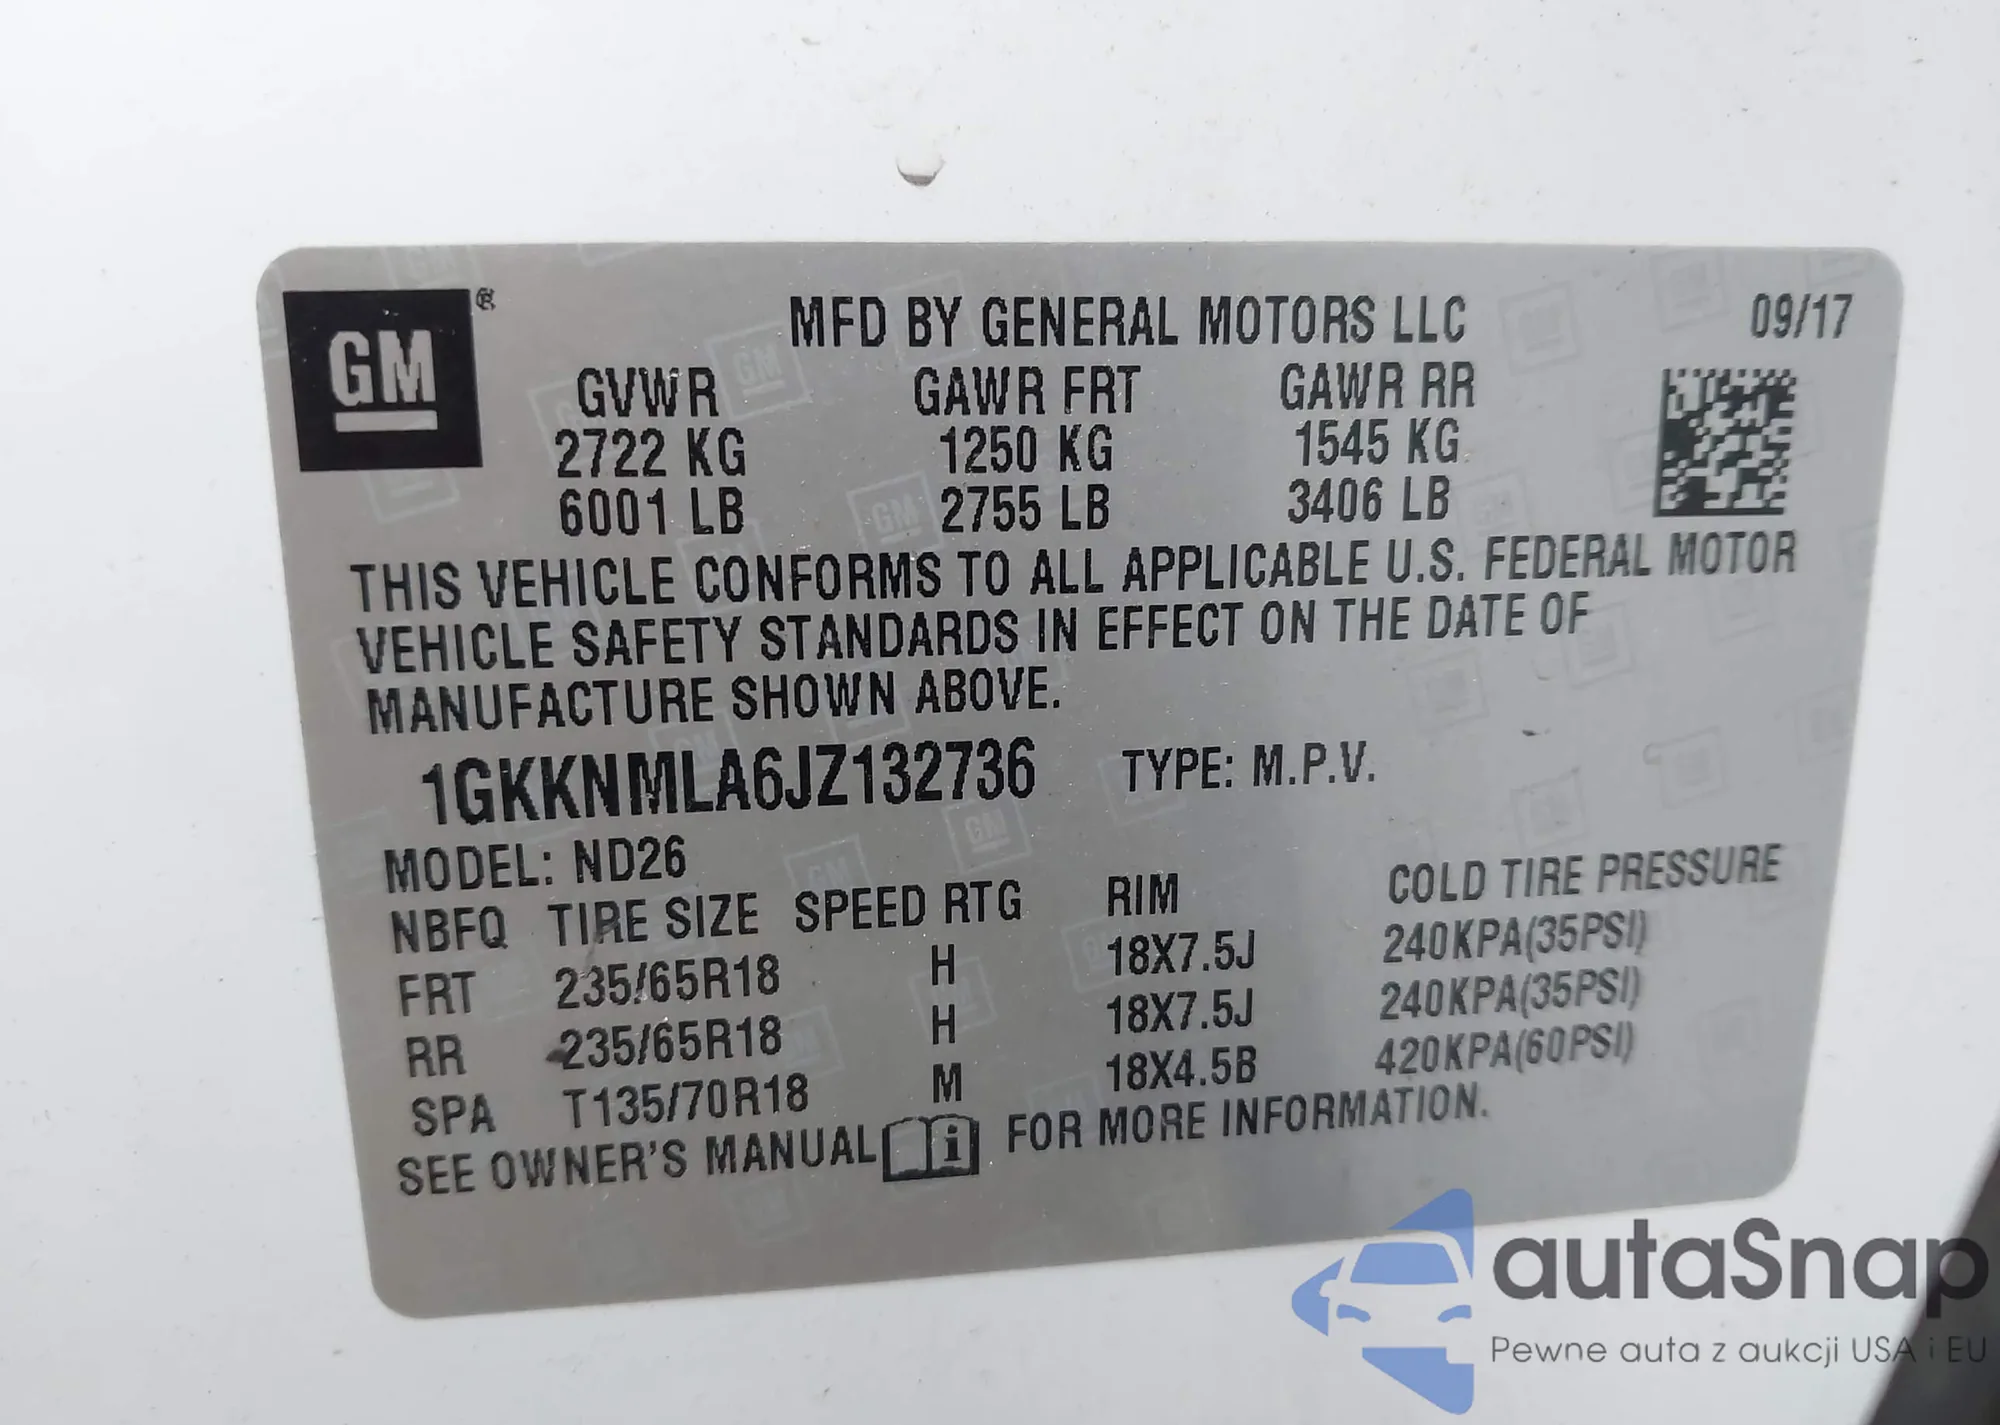 GM®
MFD BY GENERAL MOTORS LLC 09/17
GVWR GAWR FRT GAWR RR
2722 KG 1250 KG 1545 KG
6001 LB 2755 LB 3406 LB
THIS VEHICLE CONFORMS TO ALL APPLICABLE U.S. FEDERAL MOTOR
VEHICLE SAFETY STANDARDS IN EFFECT ON THE DATE OF
MANUFACTURE SHOWN ABOVE.
1GKKNMLA6JZ132736 TYPE: M.P.V.
MODEL: ND26
NBFQ TIRE SIZE SPEED RTG RIM COLD TIRE PRESSURE
FRT 235/65R18 H 18X7.5J 240KPA(35PSI)
RR 235/65R18 H 18X7.5J 240KPA(35PSI)
SPA T135/70R18 M 18X4.5B 420KPA(60PSI)
SEE OWNER'S MANUAL i FOR MORE INFORMATION.
autaSnap
Pewne auta z aukcji USA i EU